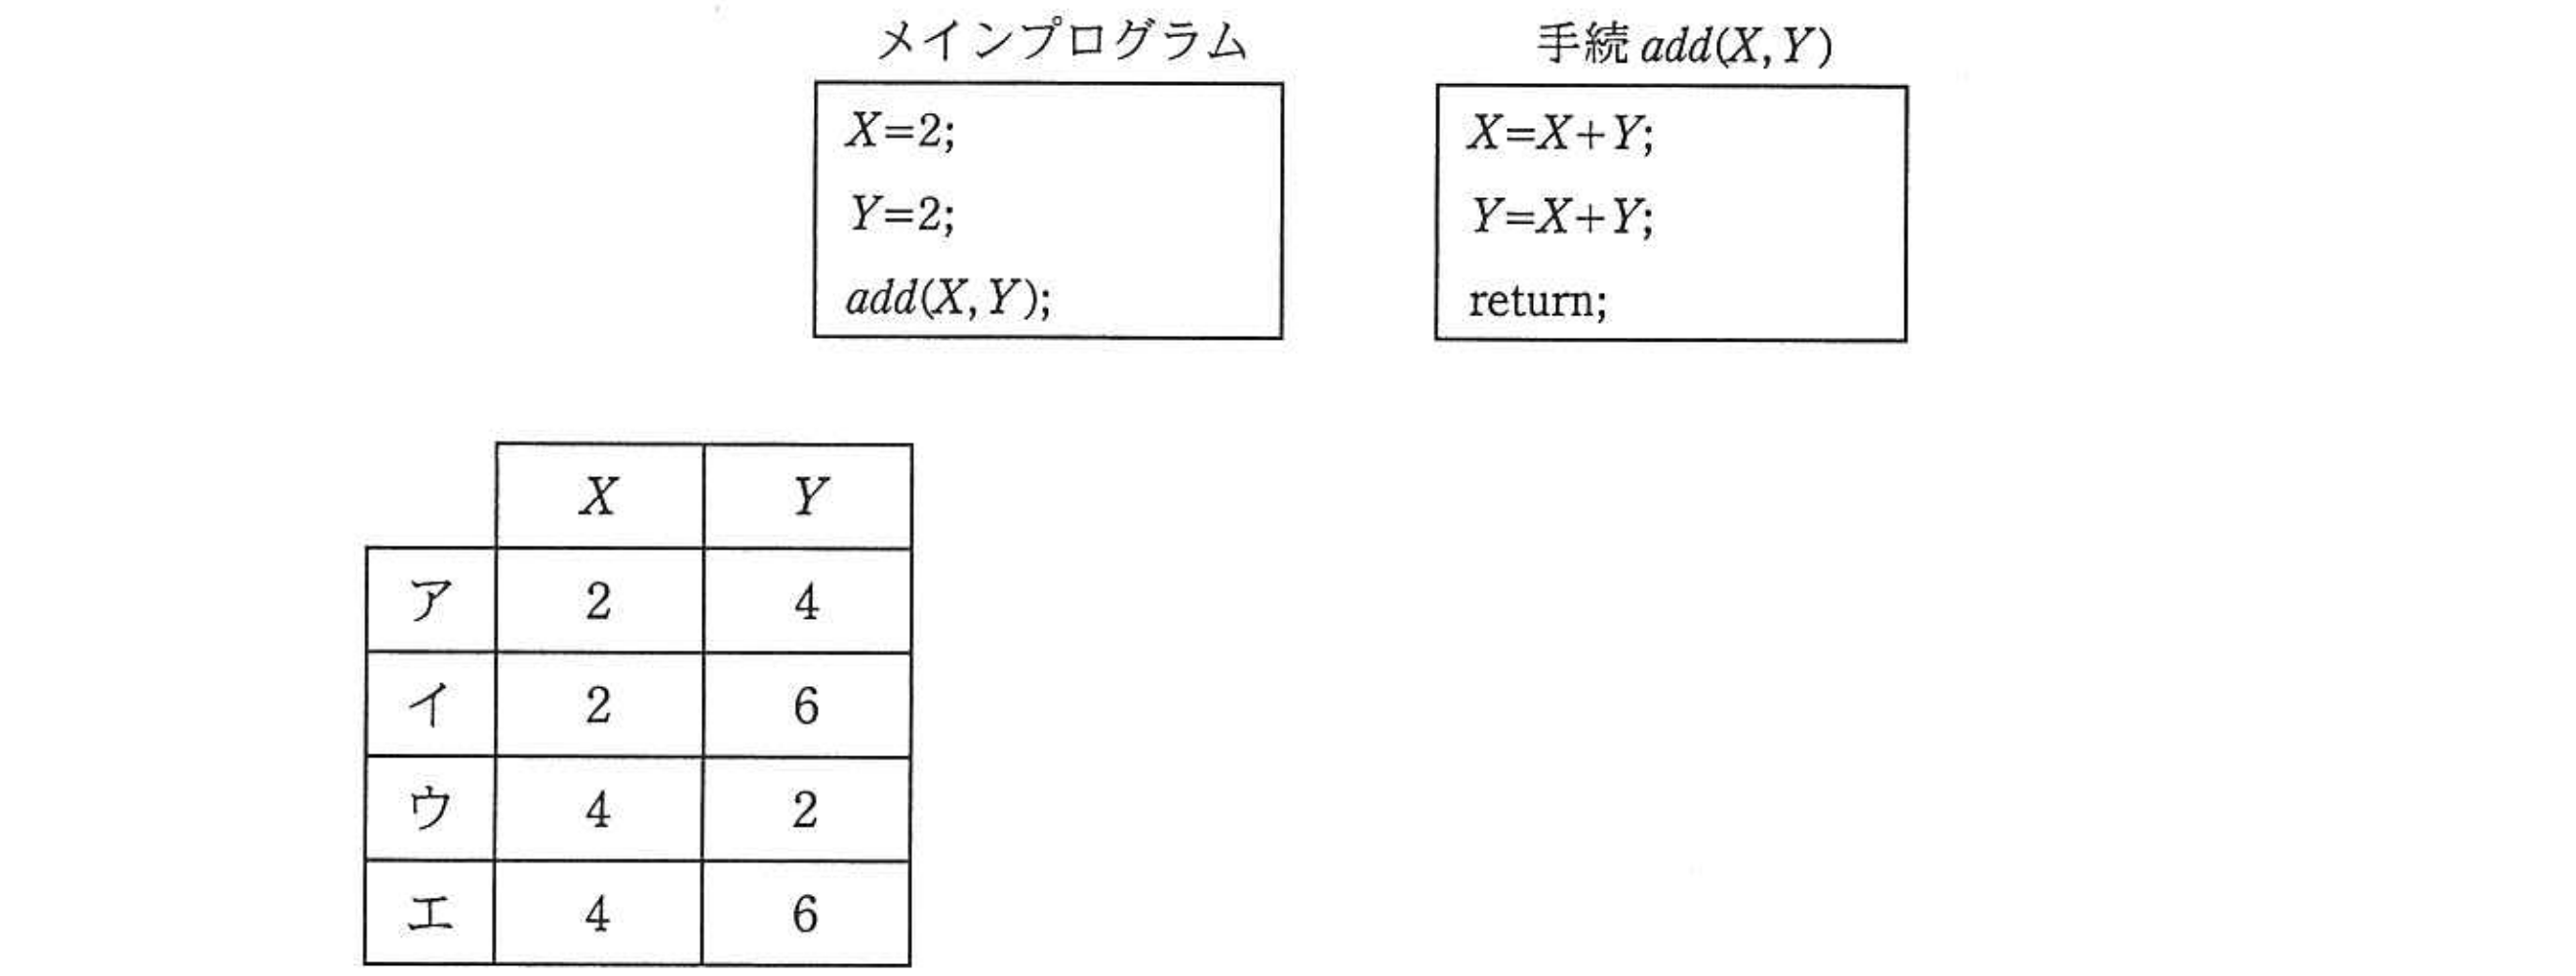 メインプログラム
X=2;
Y=2;
add(X, Y);
手続 add(X, Y)
X=X+Y;
Y=X+Y;
return;
X Y
ア 2 4
イ 2 6
ウ 4 2
エ 4 6